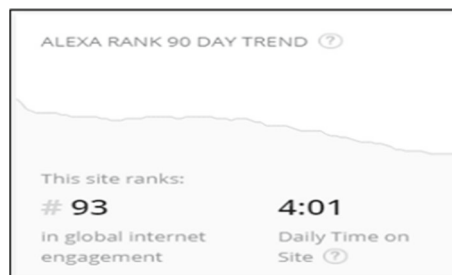 ALEXA RANK 90 DAY TREND ?
This site ranks:
# 93
in global internet
engagement
4:01
Daily Time on
Site ?